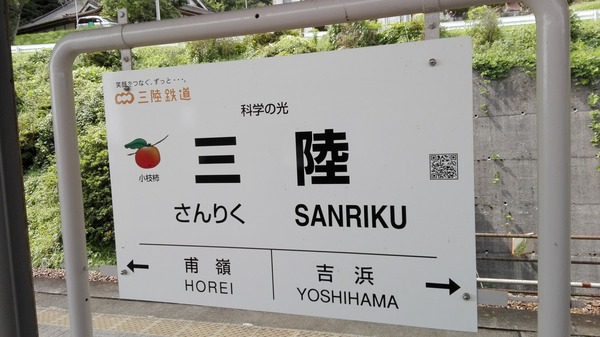 笑顔をつなぐ、ずっと・・・。
三陸鉄道
科学の光
小枝柿
三陸
さんりく SANRIKU
甫嶺 吉浜
HOREI YOSHIHAMA